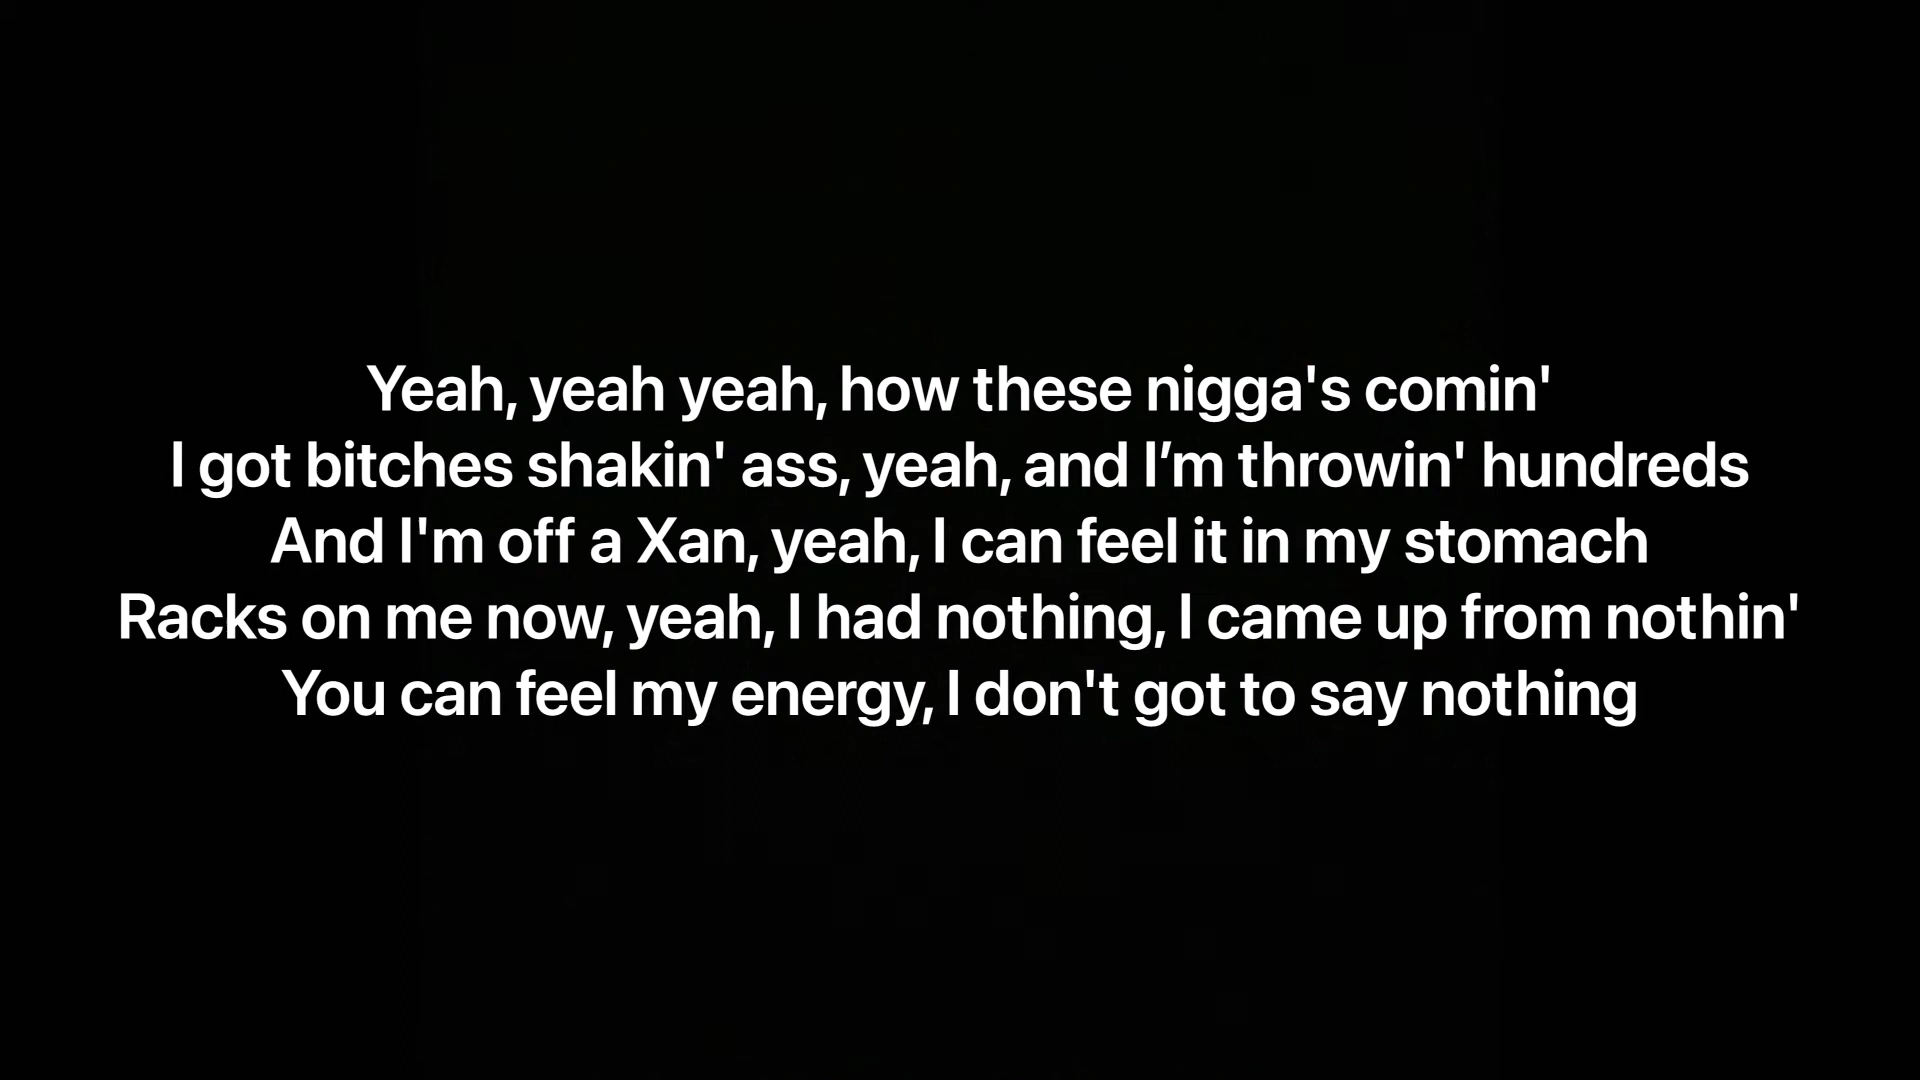 Yeah, yeah yeah, how these nigga's comin'
I got bitches shakin' ass, yeah, and I’m throwin' hundreds
And I'm off a Xan, yeah, I can feel it in my stomach
Racks on me now, yeah, I had nothing, I came up from nothin'
You can feel my energy, I don't got to say nothing